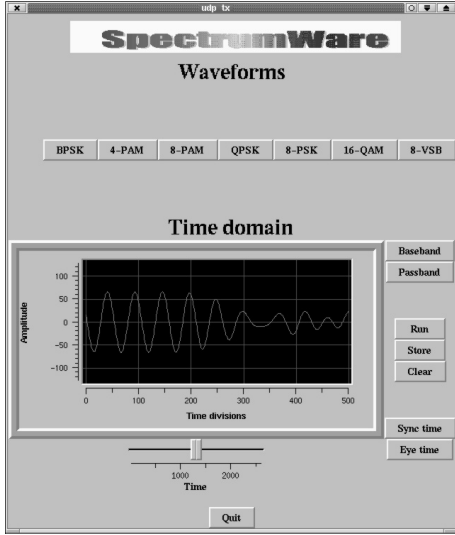 udp tx
SpectrumWare
Waveforms
BPSK 4-PAM 8-PAM QPSK 8-PSK 16-QAM 8-VSB
Time domain
Baseband
Passband
Amplitude
100
50
0
-50
-100
0 100 200 300 400 500
Time divisions
Run
Store
Clear
Sync time
Eye time
1000 2000
Time
Quit